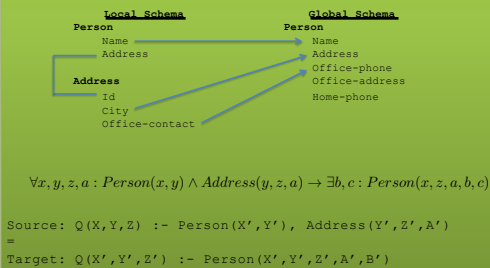 Local Schema
Person
Name
Address
Address
Id
City
Office-contact
Global Schema
Person
Name
Address
Office-phone
Office-address
Home-phone
∀x, y, z, a : Person(x, y) ∧ Address(y, z, a) → ∃b, c : Person(x, z, a, b, c)
Source: Q(X,Y,Z) :- Person(X’,Y’), Address(Y’,Z’,A’)
=
Target: Q(X’,Y’,Z’) :- Person(X’,Y’,Z’,A’,B’)